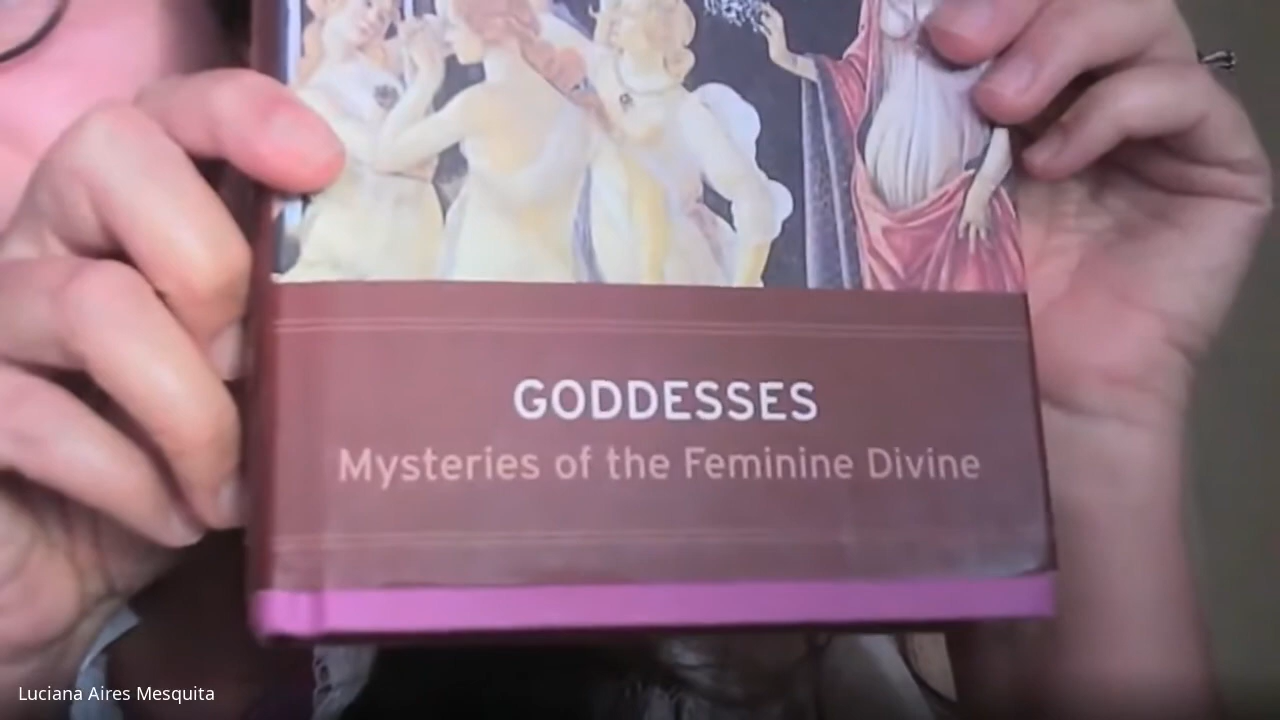 GODDESSES
Mysteries of the Feminine Divine
Luciana Aires Mesquita